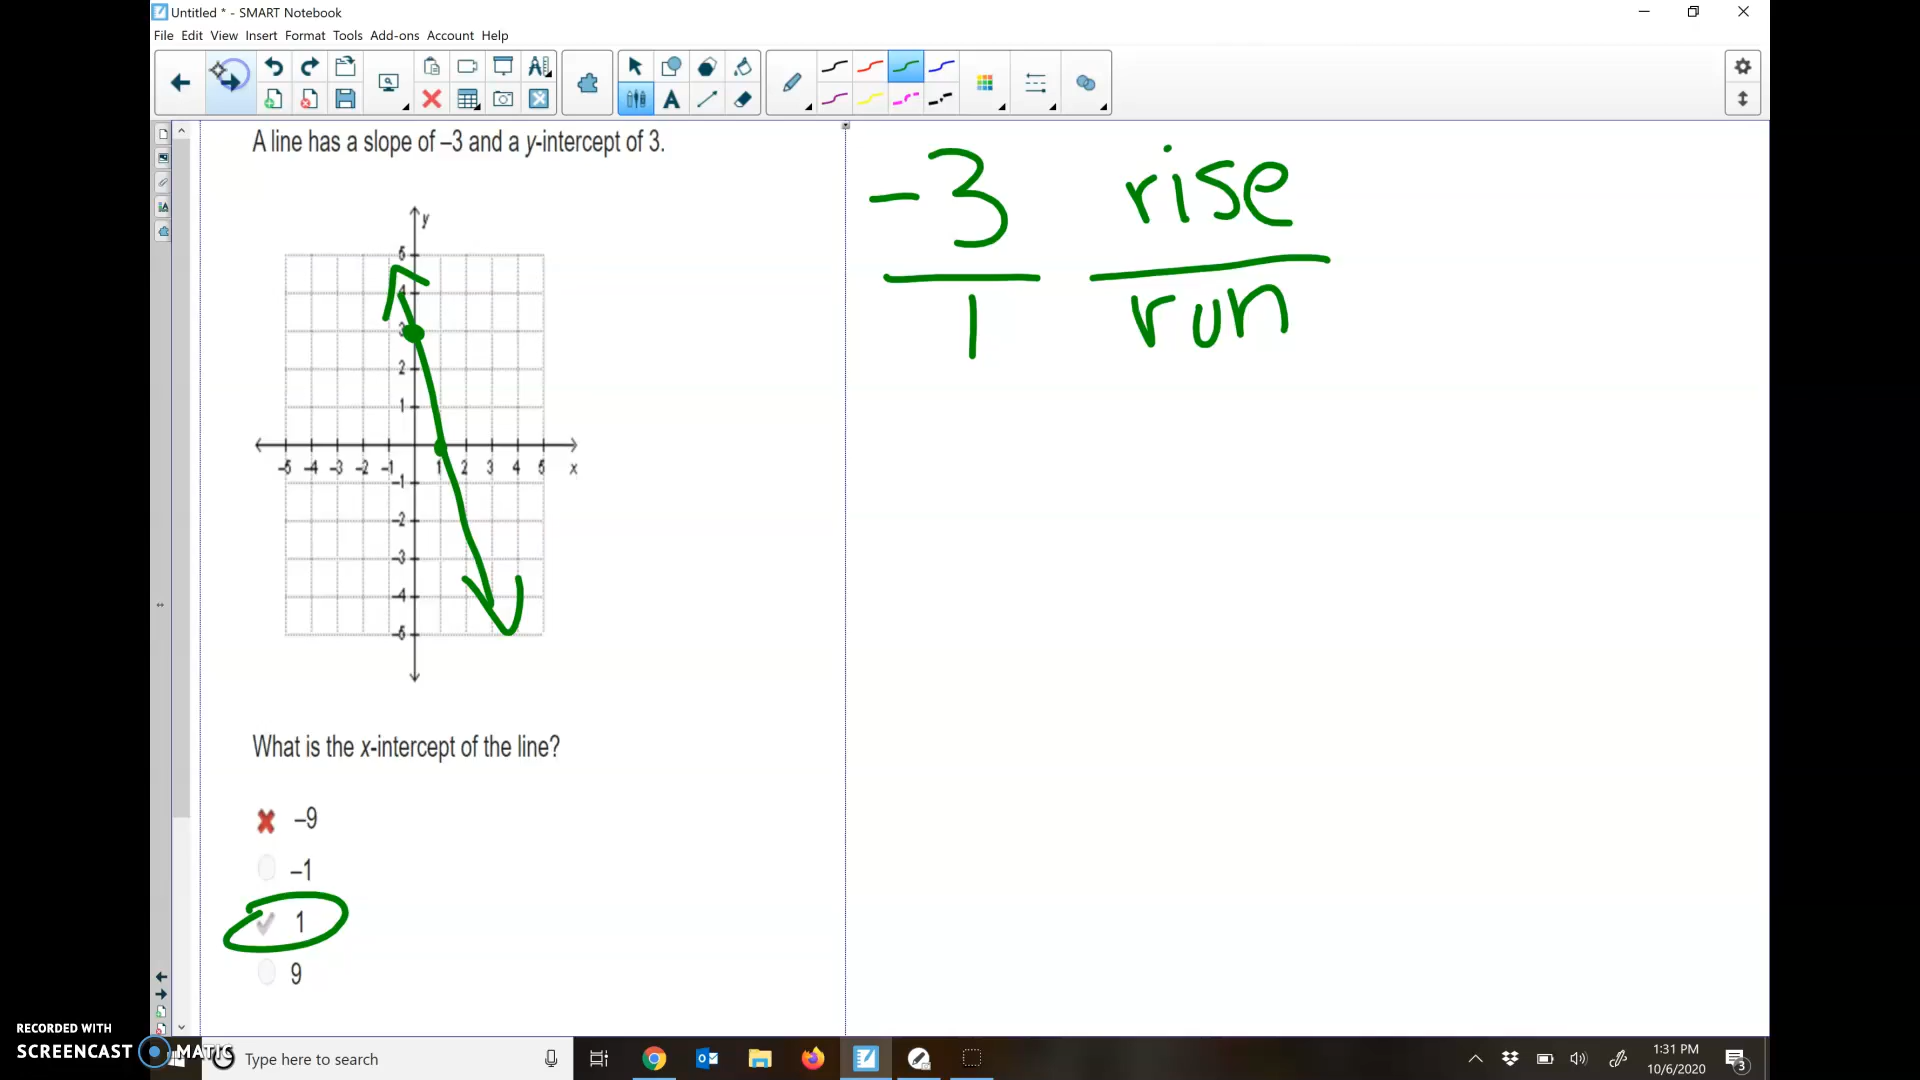 Untitled * - SMART Notebook
File Edit View Insert Format Tools Add-ons Account Help
A line has a slope of –3 and a y-intercept of 3.
-3 rise
1 run
y
5
4
3
2
1
-5 -4 -3 -2 -1 1 2 3 4 5 x
-1
-2
-3
-4
-5
What is the x-intercept of the line?
–9
–1
1
9
RECORDED WITH
SCREENCAST MATIC
Type here to search
1:31 PM
10/6/2020
3